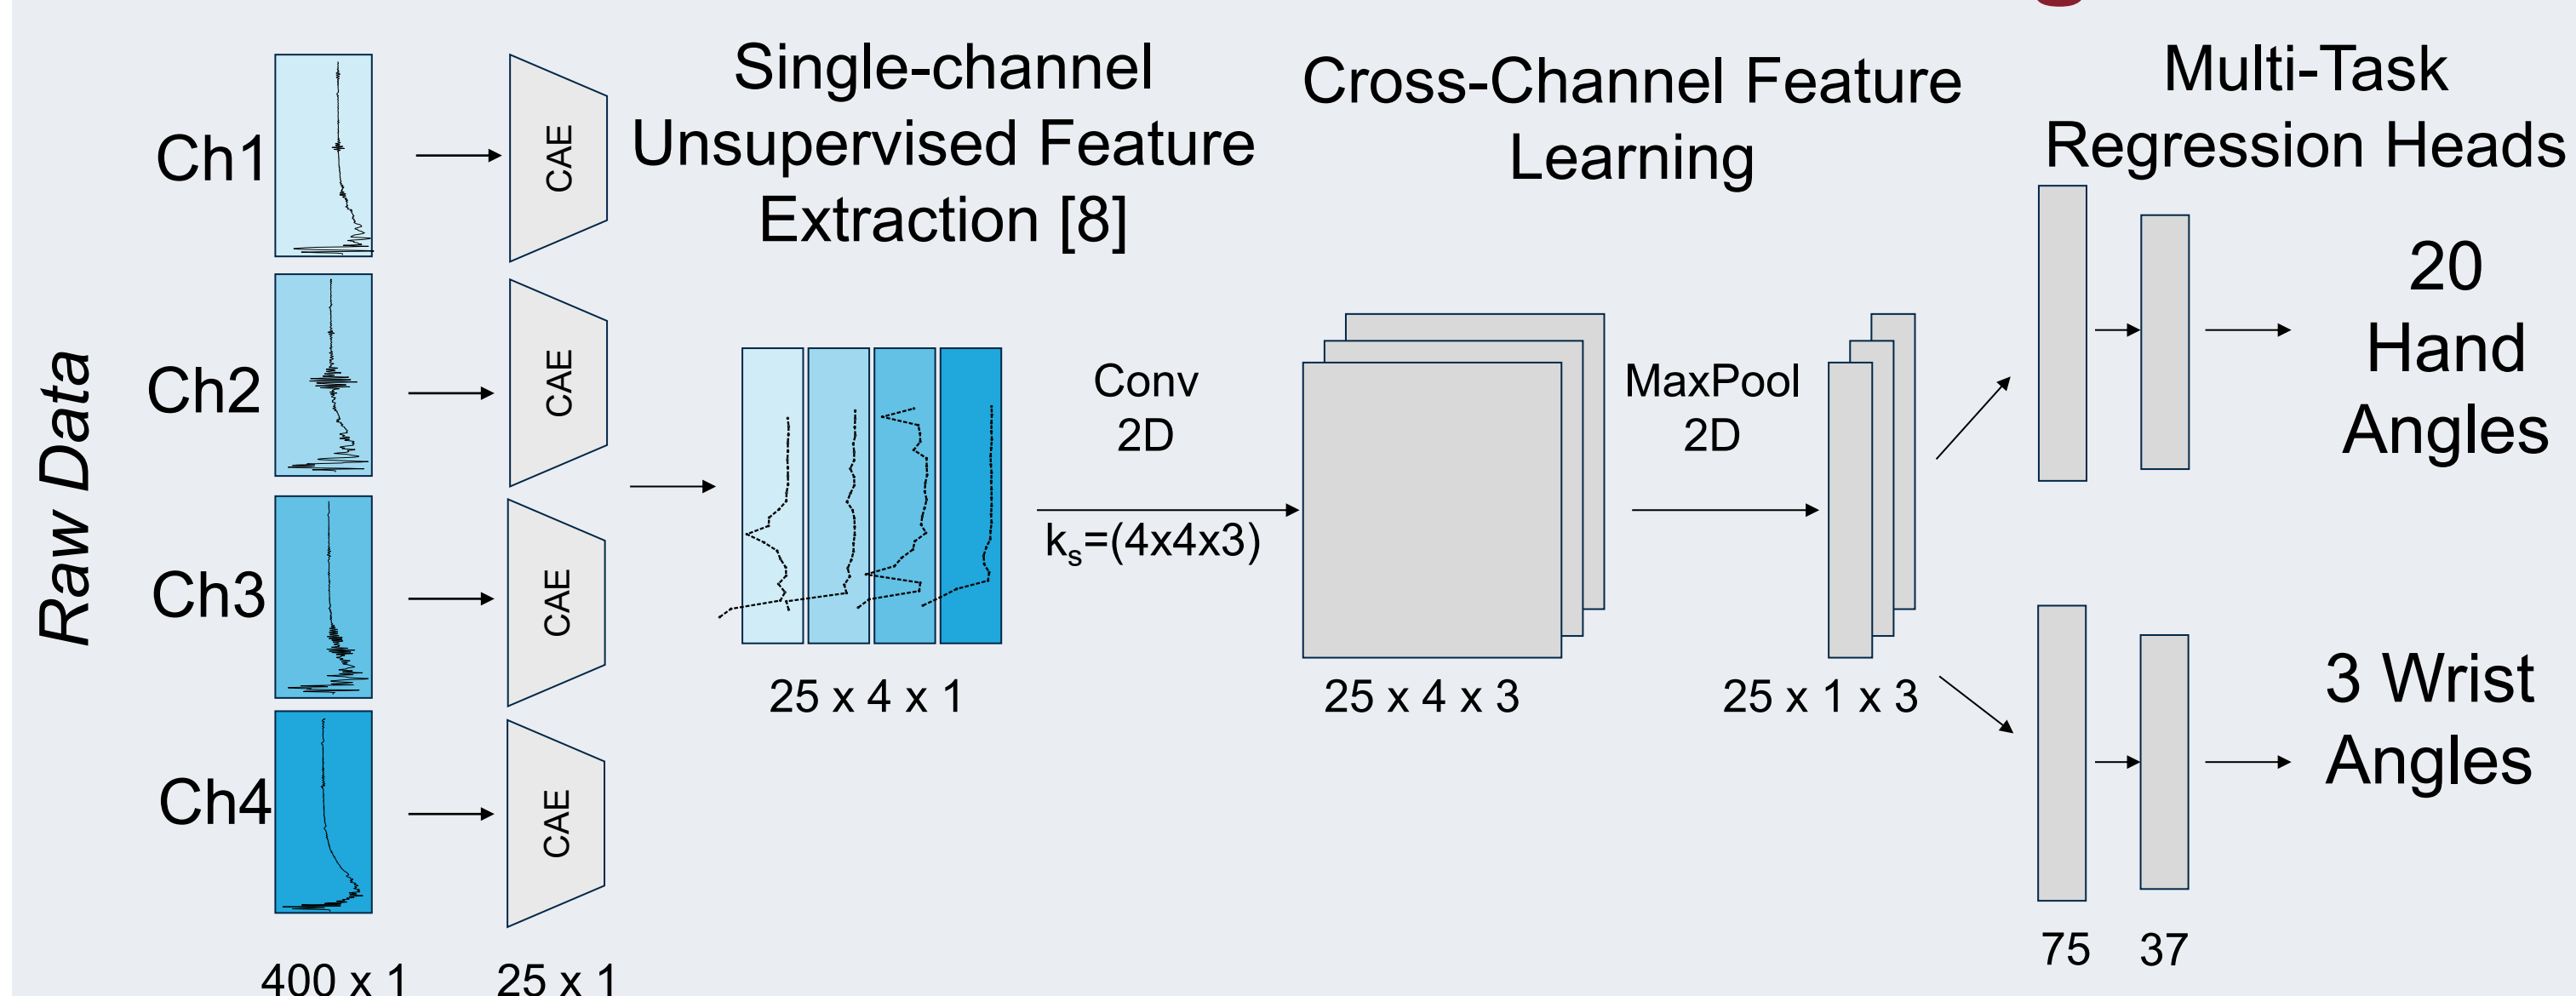 Raw Data
Ch1
Ch2
Ch3
Ch4
400 x 1
CAE
CAE
CAE
CAE
25 x 1
Single-channel
Unsupervised Feature
Extraction [8]
25 x 4 x 1
Conv
2D
ks=(4x4x3)
Cross-Channel Feature
Learning
25 x 4 x 3
MaxPool
2D
25 x 1 x 3
Multi-Task
Regression Heads
20
Hand
Angles
3 Wrist
Angles
75
37